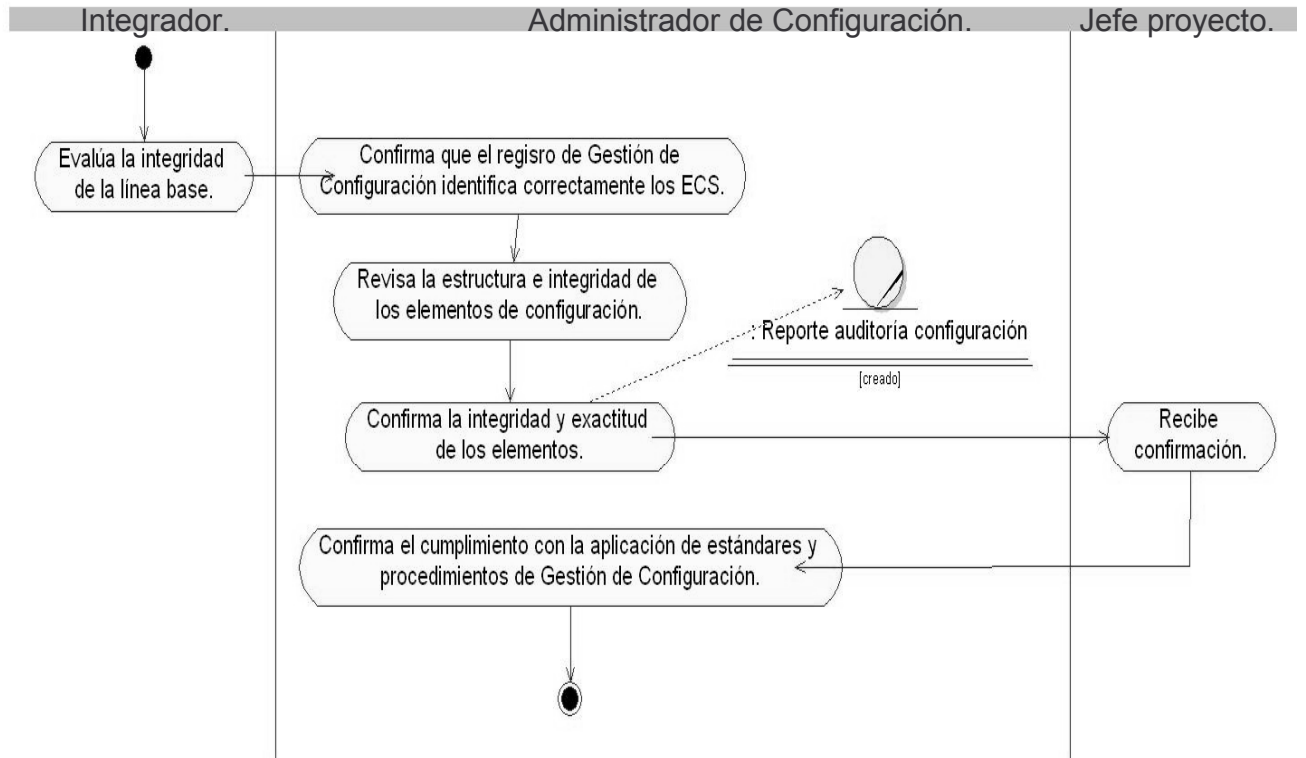 Integrador.
Administrador de Configuración.
Jefe proyecto.
Evalúa la integridad
de la línea base.
Confirma que el regisro de Gestión de
Configuración identifica correctamente los ECS.
Revisa la estructura e integridad de
los elementos de configuración.
: Reporte auditoría configuración
[creado]
Confirma la integridad y exactitud
de los elementos.
Recibe
confirmación.
Confirma el cumplimiento con la aplicación de estándares y
procedimientos de Gestión de Configuración.